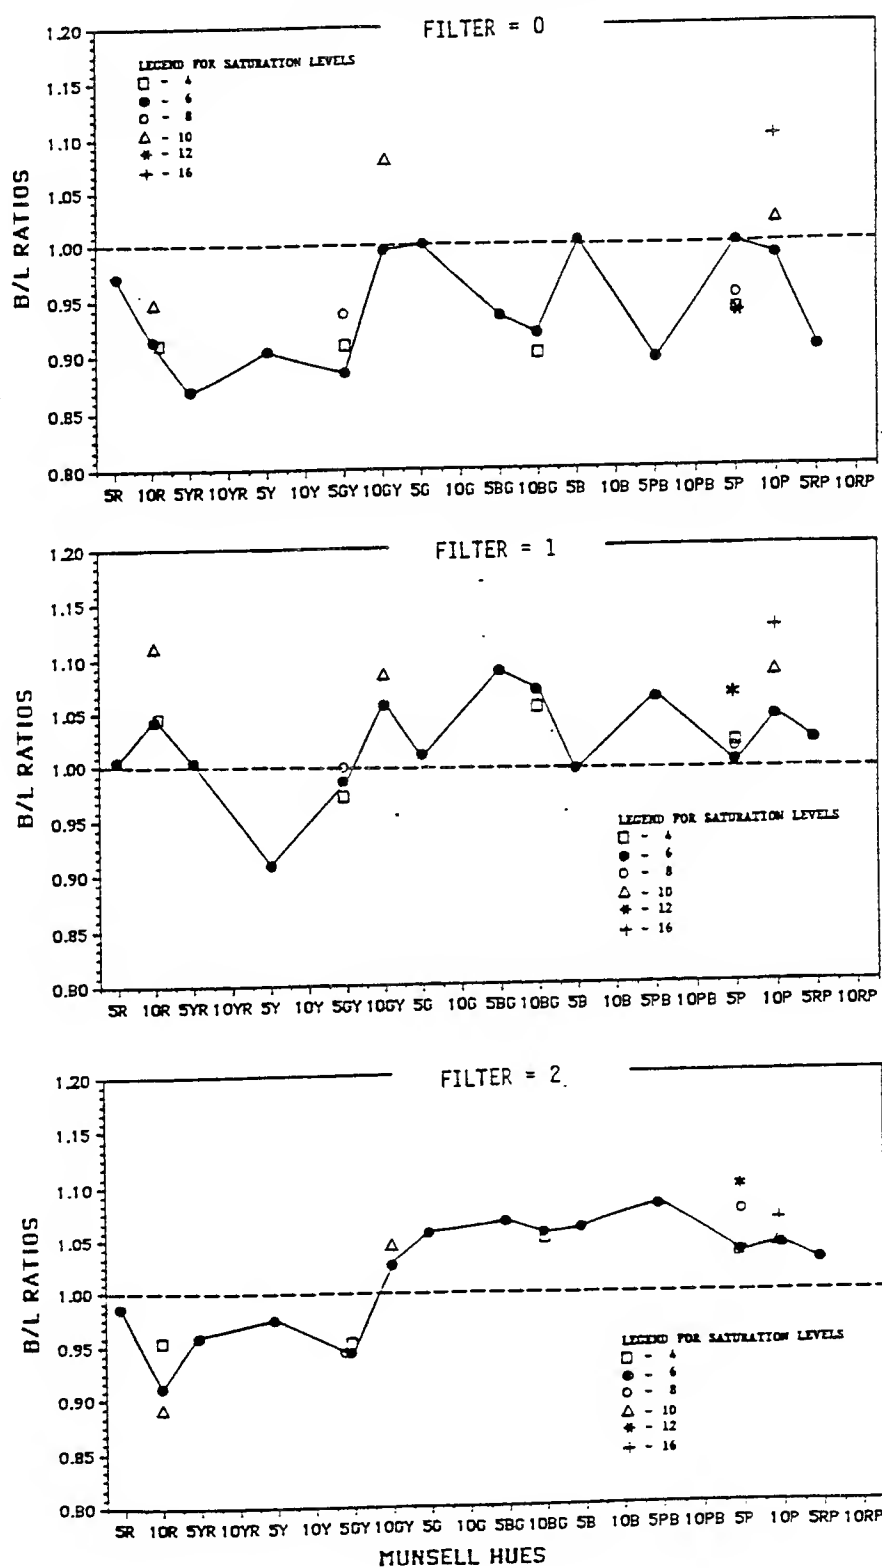 FILTER = 0
1.20
1.15
1.10
1.05
1.00
0.95
0.90
0.85
0.80
B/L RATIOS
LEGEND FOR SATURATION LEVELS
□ - 4
● - 6
○ - 8
△ - 10
* - 12
+ - 16
5R 10R 5YR 10YR 5Y 10Y 5GY 10GY 5G 10G 5BG 10BG 5B 10B 5PB 10PB 5P 10P 5RP 10RP
FILTER = 1
1.20
1.15
1.10
1.05
1.00
0.95
0.90
0.85
0.80
B/L RATIOS
LEGEND FOR SATURATION LEVELS
□ - 4
● - 6
○ - 8
△ - 10
* - 12
+ - 16
5R 10R 5YR 10YR 5Y 10Y 5GY 10GY 5G 10G 5BG 10BG 5B 10B 5PB 10PB 5P 10P 5RP 10RP
FILTER = 2
1.20
1.15
1.10
1.05
1.00
0.95
0.90
0.85
0.80
B/L RATIOS
LEGEND FOR SATURATION LEVELS
□ - 4
● - 6
○ - 8
△ - 10
* - 12
+ - 16
5R 10R 5YR 10YR 5Y 10Y 5GY 10GY 5G 10G 5BG 10BG 5B 10B 5PB 10PB 5P 10P 5RP 10RP
MUNSELL HUES